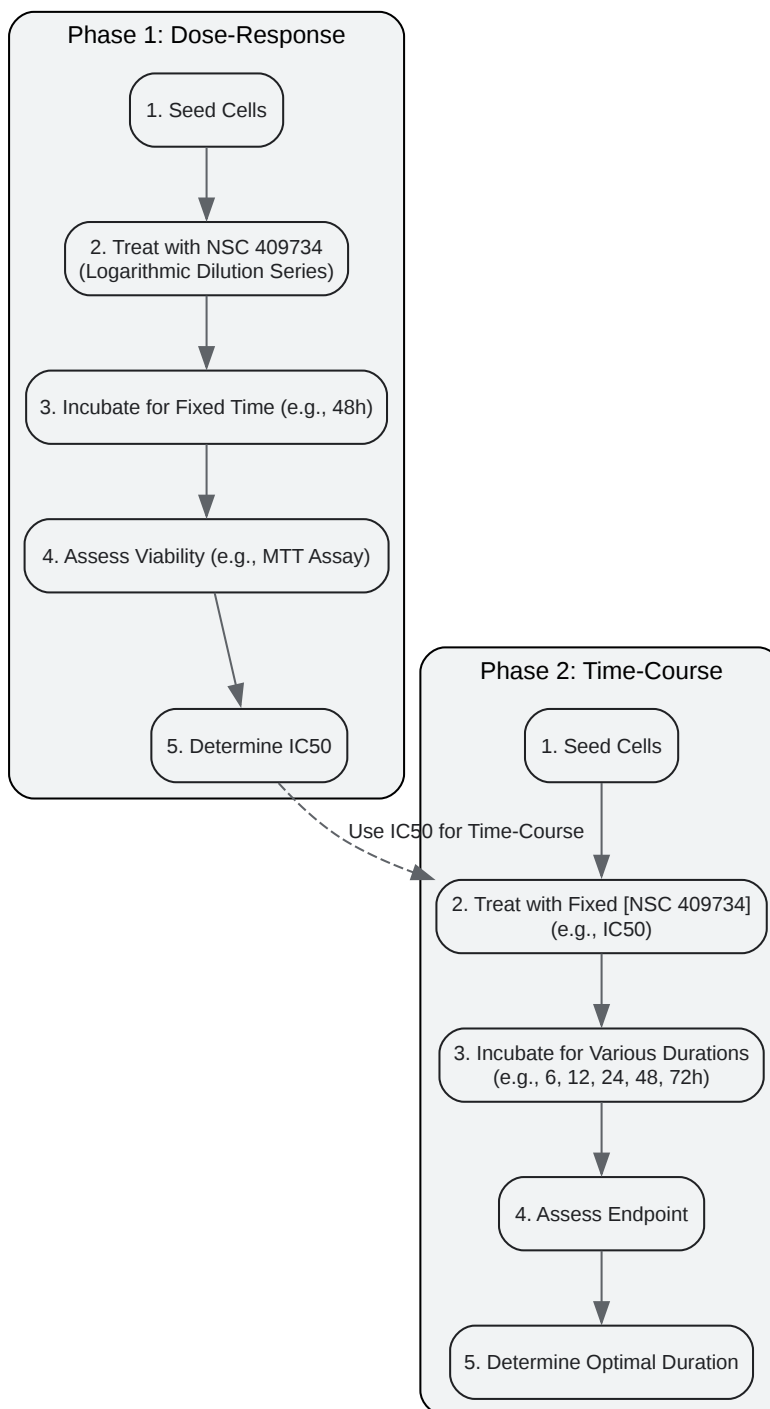 Phase 1: Dose-Response
1. Seed Cells
2. Treat with NSC 409734
(Logarithmic Dilution Series)
3. Incubate for Fixed Time (e.g., 48h)
4. Assess Viability (e.g., MTT Assay)
5. Determine IC50
Use IC50 for Time-Course
Phase 2: Time-Course
1. Seed Cells
2. Treat with Fixed [NSC 409734]
(e.g., IC50)
3. Incubate for Various Durations
(e.g., 6, 12, 24, 48, 72h)
4. Assess Endpoint
5. Determine Optimal Duration